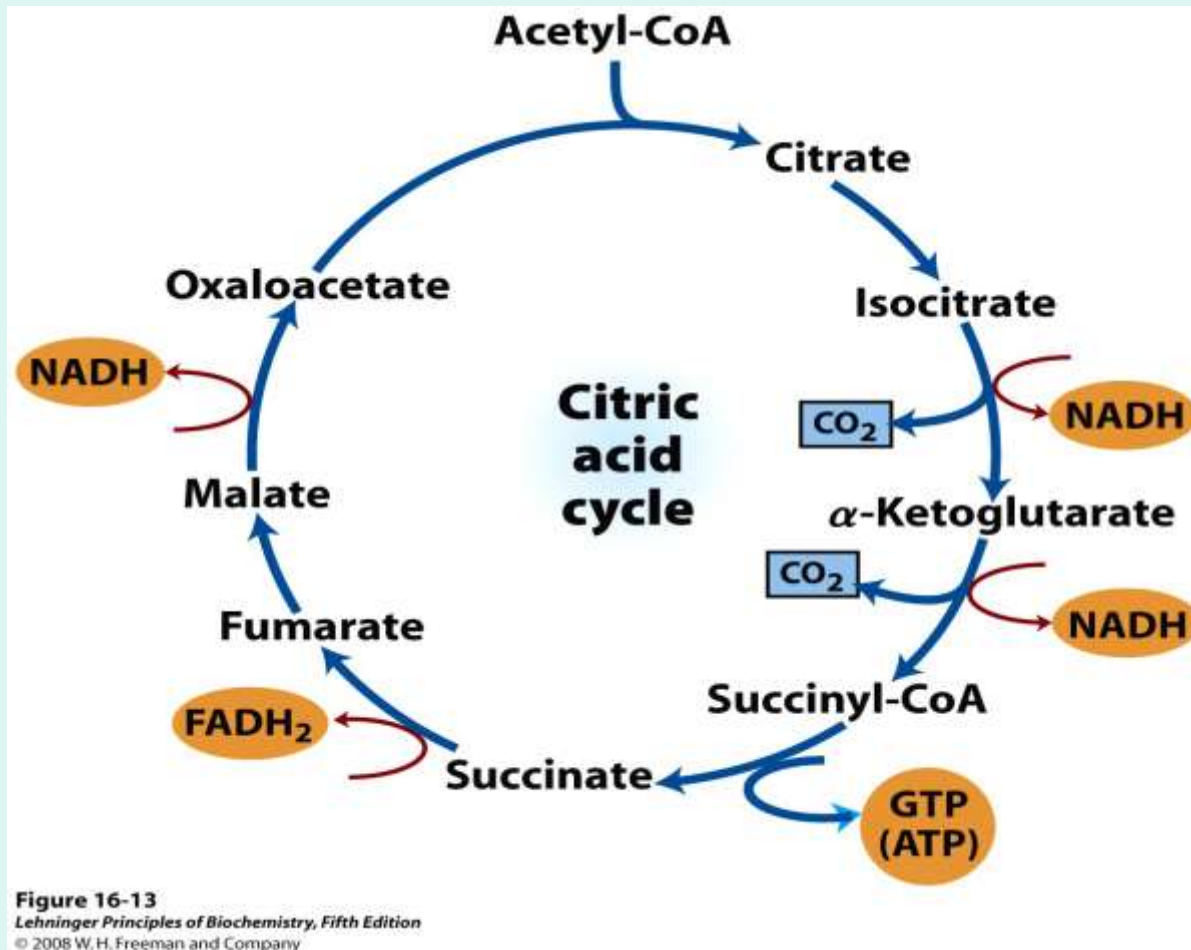 Acetyl-CoA
Citrate
Oxaloacetate
Isocitrate
NADH
Citric
acid
cycle
CO₂
NADH
Malate
α-Ketoglutarate
CO₂
NADH
Fumarate
Succinyl-CoA
FADH₂
Succinate
GTP
(ATP)
Figure 16-13
Lehninger Principles of Biochemistry, Fifth Edition
© 2008 W.H. Freeman and Company